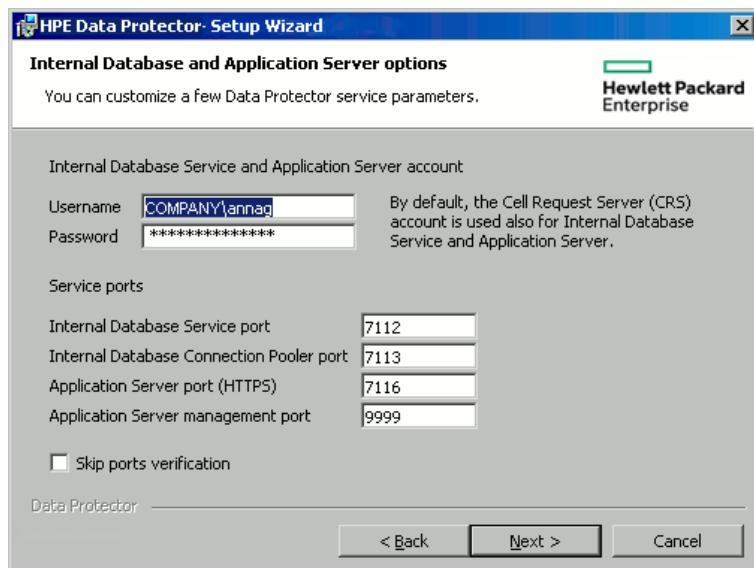 HPE Data Protector- Setup Wizard
Internal Database and Application Server options
You can customize a few Data Protector service parameters.
Hewlett Packard
Enterprise
Internal Database Service and Application Server account
Username COMPANY\annag
Password **************
By default, the Cell Request Server (CRS)
account is used also for Internal Database
Service and Application Server.
Service ports
Internal Database Service port 7112
Internal Database Connection Pooler port 7113
Application Server port (HTTPS) 7116
Application Server management port 9999
Skip ports verification
Data Protector
< Back Next > Cancel